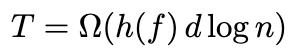 T = Ω(h(f) d log n)